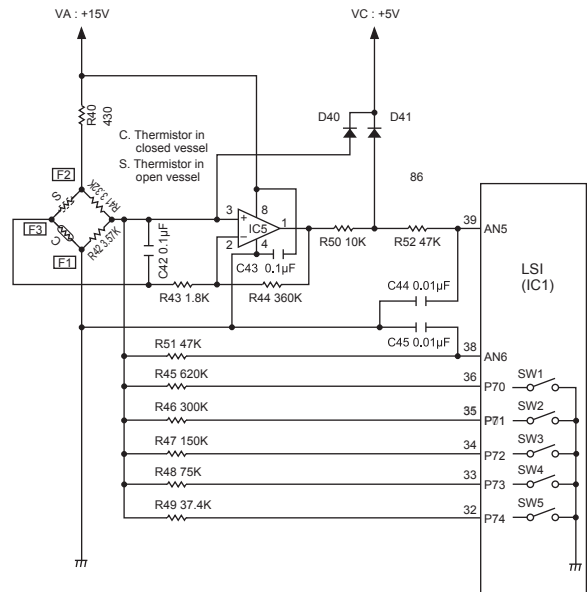 VA : +15V
VC : +5V
R40
430
C. Thermistor in
closed vessel
S. Thermistor in
open vessel
D40
D41
86
F2
S
R41 3.32K
F3
C
R42 3.57K
F1
C42 0.1µF
3
+
8
IC5
1
2
−
4
C43
0.1µF
R50 10K
R52 47K
39
AN5
LSI
(IC1)
R43 1.8K
R44 360K
C44 0.01µF
C45 0.01µF
R51 47K
38
AN6
R45 620K
36
P70
SW1
R46 300K
35
P71
SW2
R47 150K
34
P72
SW3
R48 75K
33
P73
SW4
R49 37.4K
32
P74
SW5